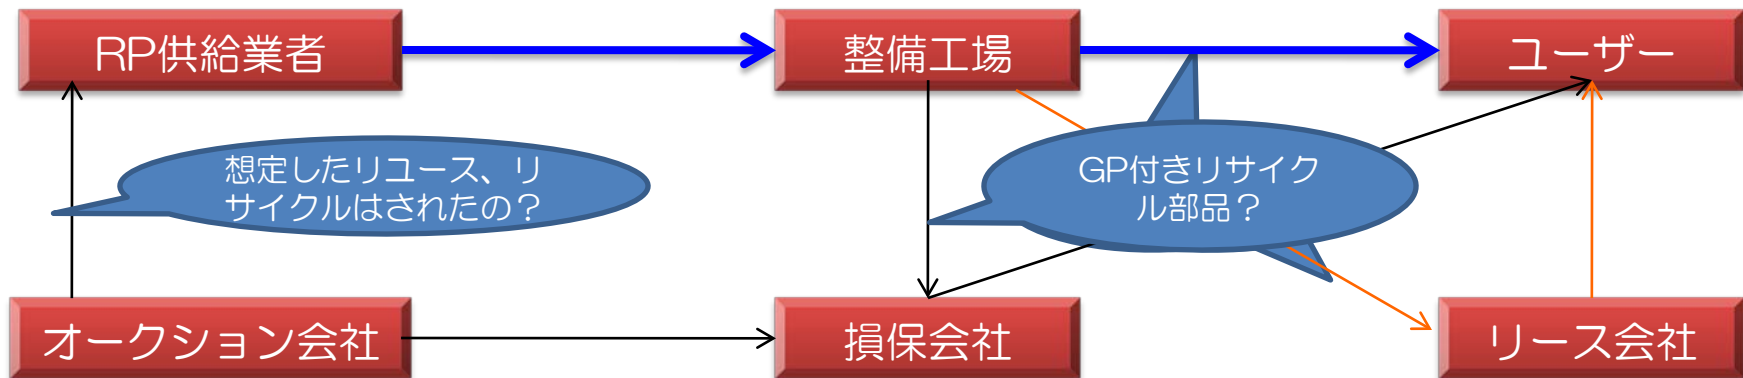 RP供給業者
整備工場
ユーザー
想定したリユース、リ
サイクルはされたの？
GP付きリサイク
ル部品？
オークション会社
損保会社
リース会社